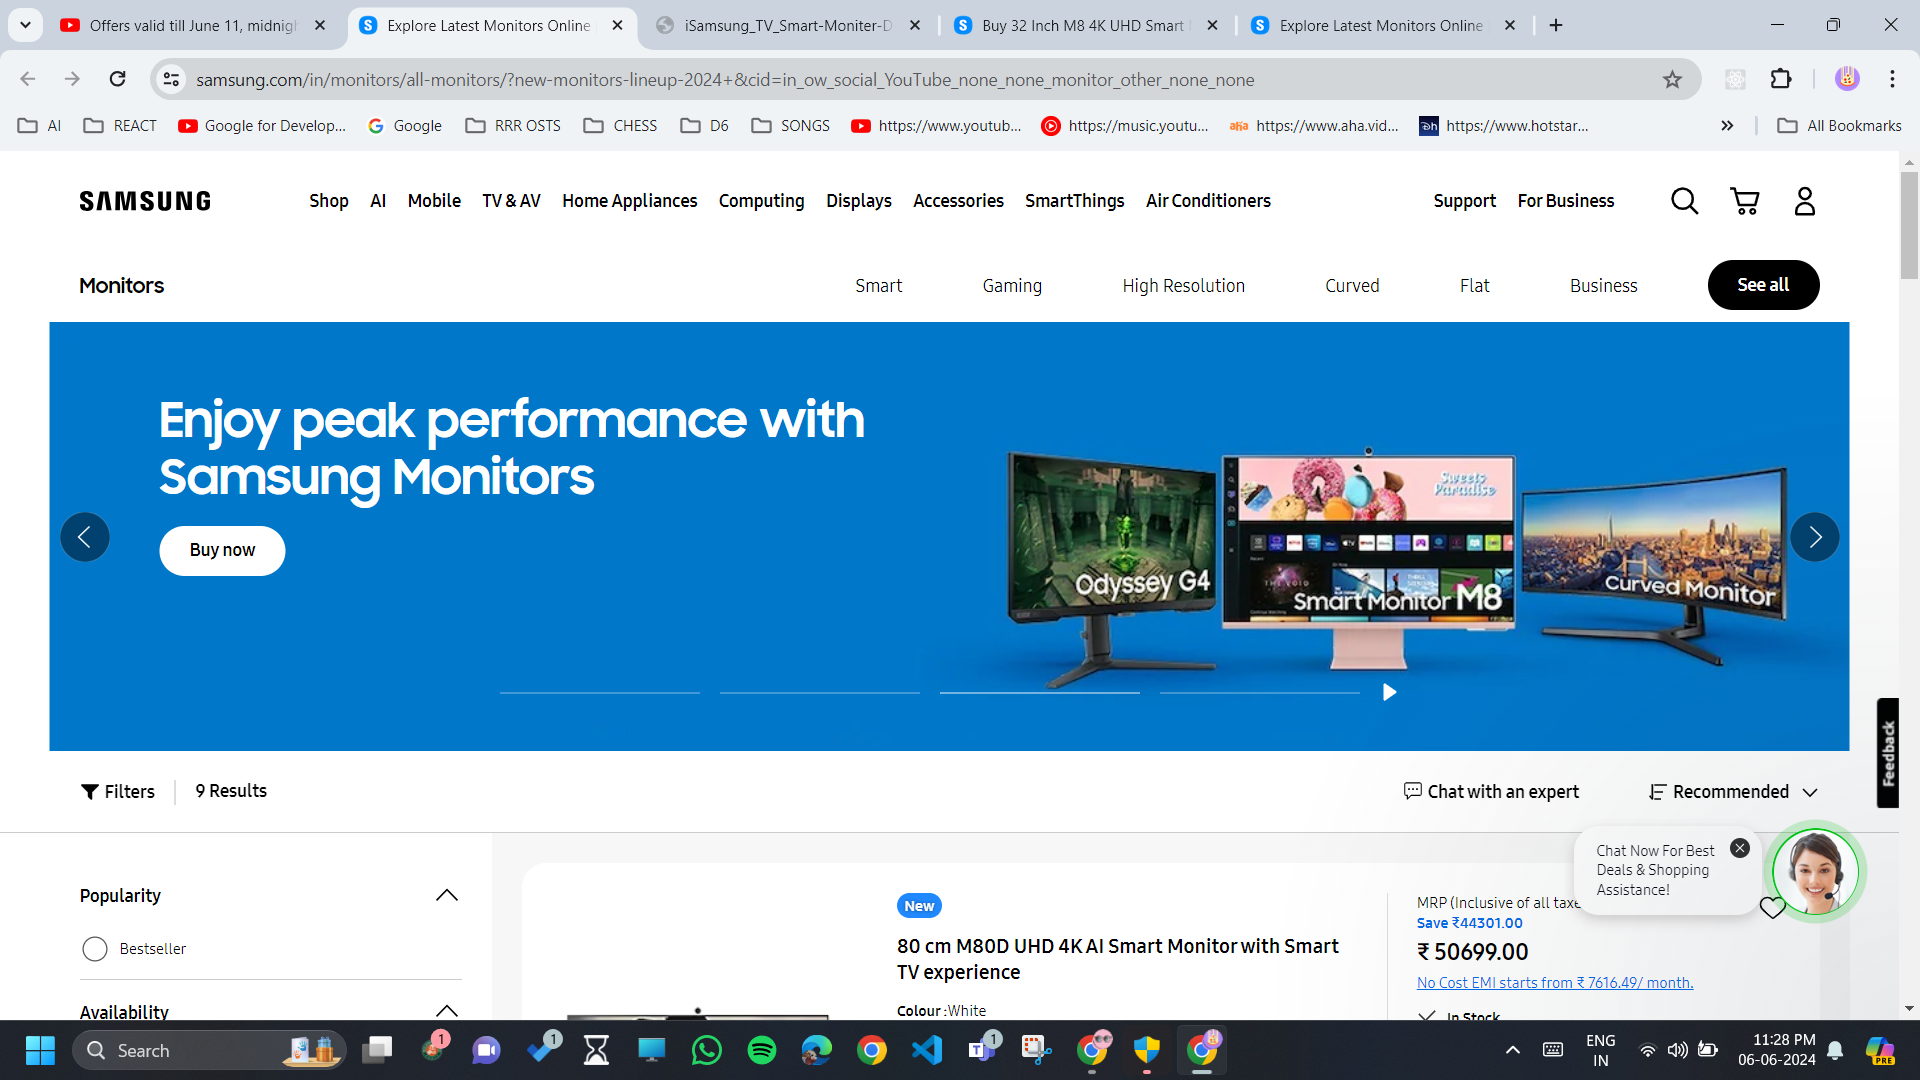 Offers valid till June 11, midnigh
Explore Latest Monitors Online
iSamsung_TV_Smart-Moniter-D
Buy 32 Inch M8 4K UHD Smart
Explore Latest Monitors Online
samsung.com/in/monitors/all-monitors/?new-monitors-lineup-2024+&cid=in_ow_social_YouTube_none_none_monitor_other_none_none
AI
REACT
Google for Develop...
Google
RRR OSTS
CHESS
D6
SONGS
https://www.youtub...
https://music.youtu...
aha
https://www.aha.vid...
https://www.hotstar...
All Bookmarks
SAMSUNG
Shop
AI
Mobile
TV & AV
Home Appliances
Computing
Displays
Accessories
SmartThings
Air Conditioners
Support
For Business
Monitors
Smart
Gaming
High Resolution
Curved
Flat
Business
See all
Enjoy peak performance with
Samsung Monitors
Buy now
Sweets
Paradise
Odyssey G4
Smart Monitor M8
Curved Monitor
Feedback
Filters
9 Results
Chat with an expert
Recommended
Chat Now For Best
Deals & Shopping
Assistance!
Popularity
Bestseller
Availability
New
80 cm M80D UHD 4K AI Smart Monitor with Smart
TV experience
Colour :White
MRP (Inclusive of all taxe
Save ₹44301.00
₹ 50699.00
No Cost EMI starts from ₹ 7616.49/ month.
In Stock
Search
1
1
1
ENG
IN
11:28 PM
06-06-2024
PRE